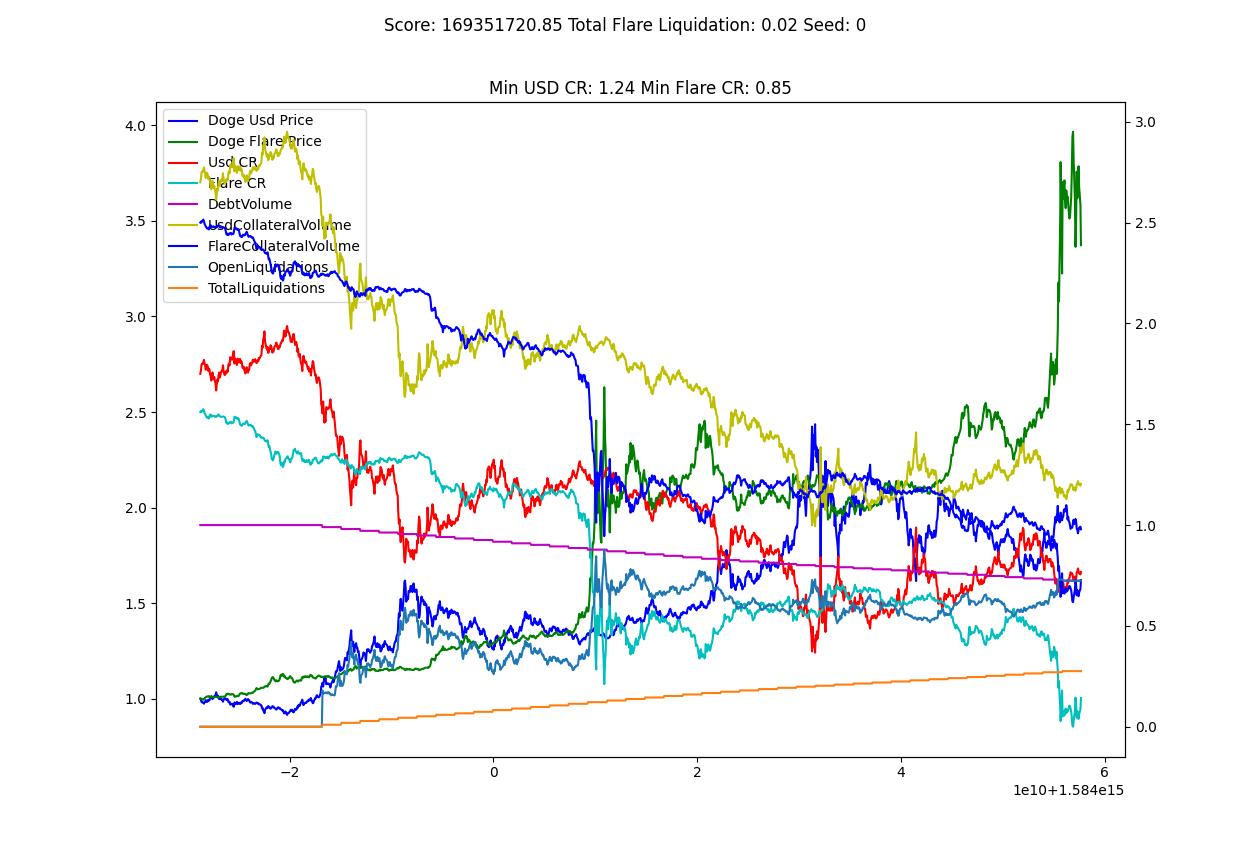 Score: 169351720.85 Total Flare Liquidation: 0.02 Seed: 0
Min USD CR: 1.24 Min Flare CR: 0.85
Doge Usd Price
Doge Flare Price
Usd CR
Flare CR
DebtVolume
UsdCollateralVolume
FlareCollateralVolume
OpenLiquidations
TotalLiquidations
4.0
3.5
3.0
2.5
2.0
1.5
1.0
3.0
2.5
2.0
1.5
1.0
0.5
0.0
−2 0 2 4 6
1e10+1.584e15